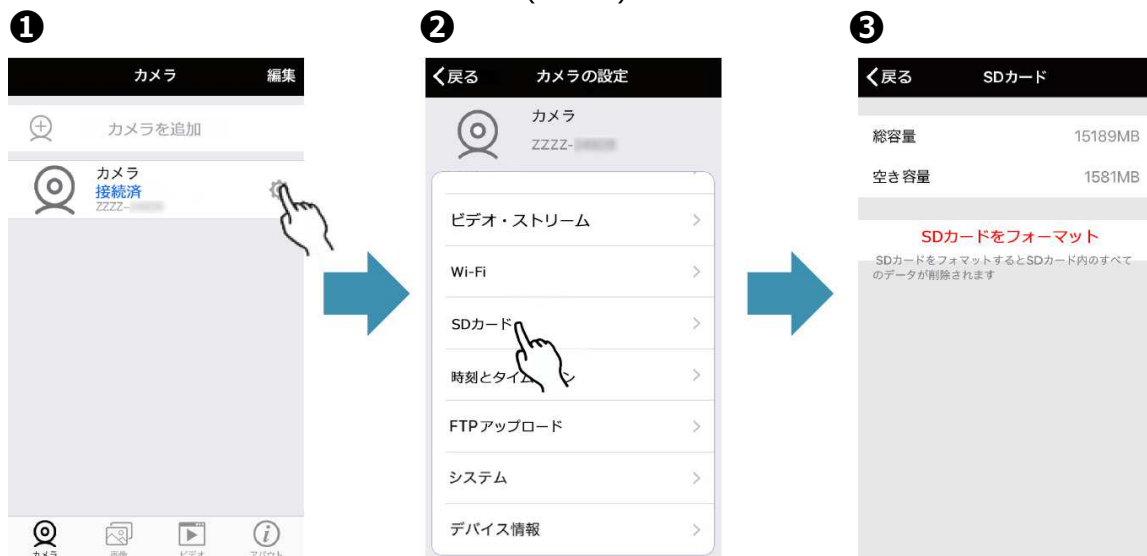 ❶
カメラ 編集
カメラを追加
カメラ
接続済
ZZZZ-
カメラ
画像
ビデオ
アバウト
❷
戻る カメラの設定
カメラ
ZZZZ-
ビデオ・ストリーム
Wi-Fi
SDカード
時刻とタイ
FTPアップロード
システム
デバイス情報
❸
戻る SDカード
総容量 15189MB
空き容量 1581MB
SDカードをフォーマット
SDカードをフォーマットするとSDカード内のすべて
のデータが削除されます